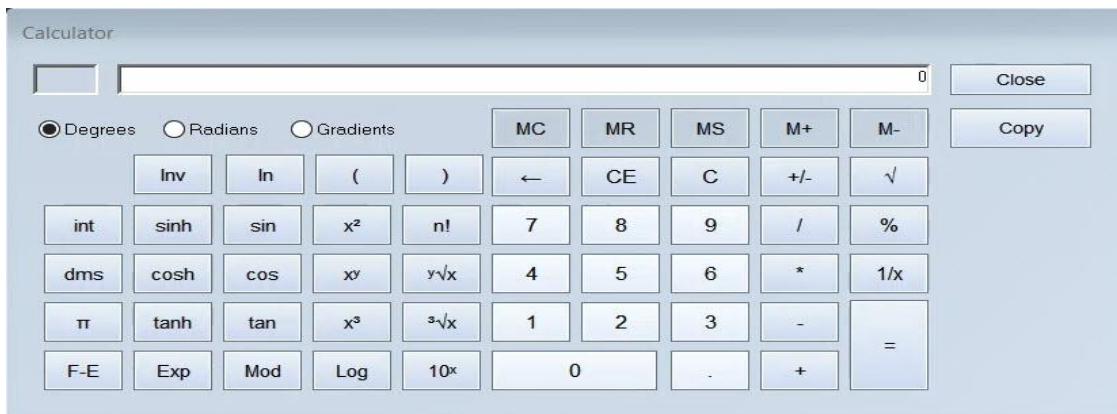 Calculator
0 Close
Degrees Radians Gradients MC MR MS M+ M- Copy
Inv In ( ) ← CE C +/- √
int sinh sin x² n! 7 8 9 / %
dms cosh cos xʸ ʸ√x 4 5 6 * 1/x
π tanh tan x³ ³√x 1 2 3 - =
F-E Exp Mod Log 10ˣ 0 . +